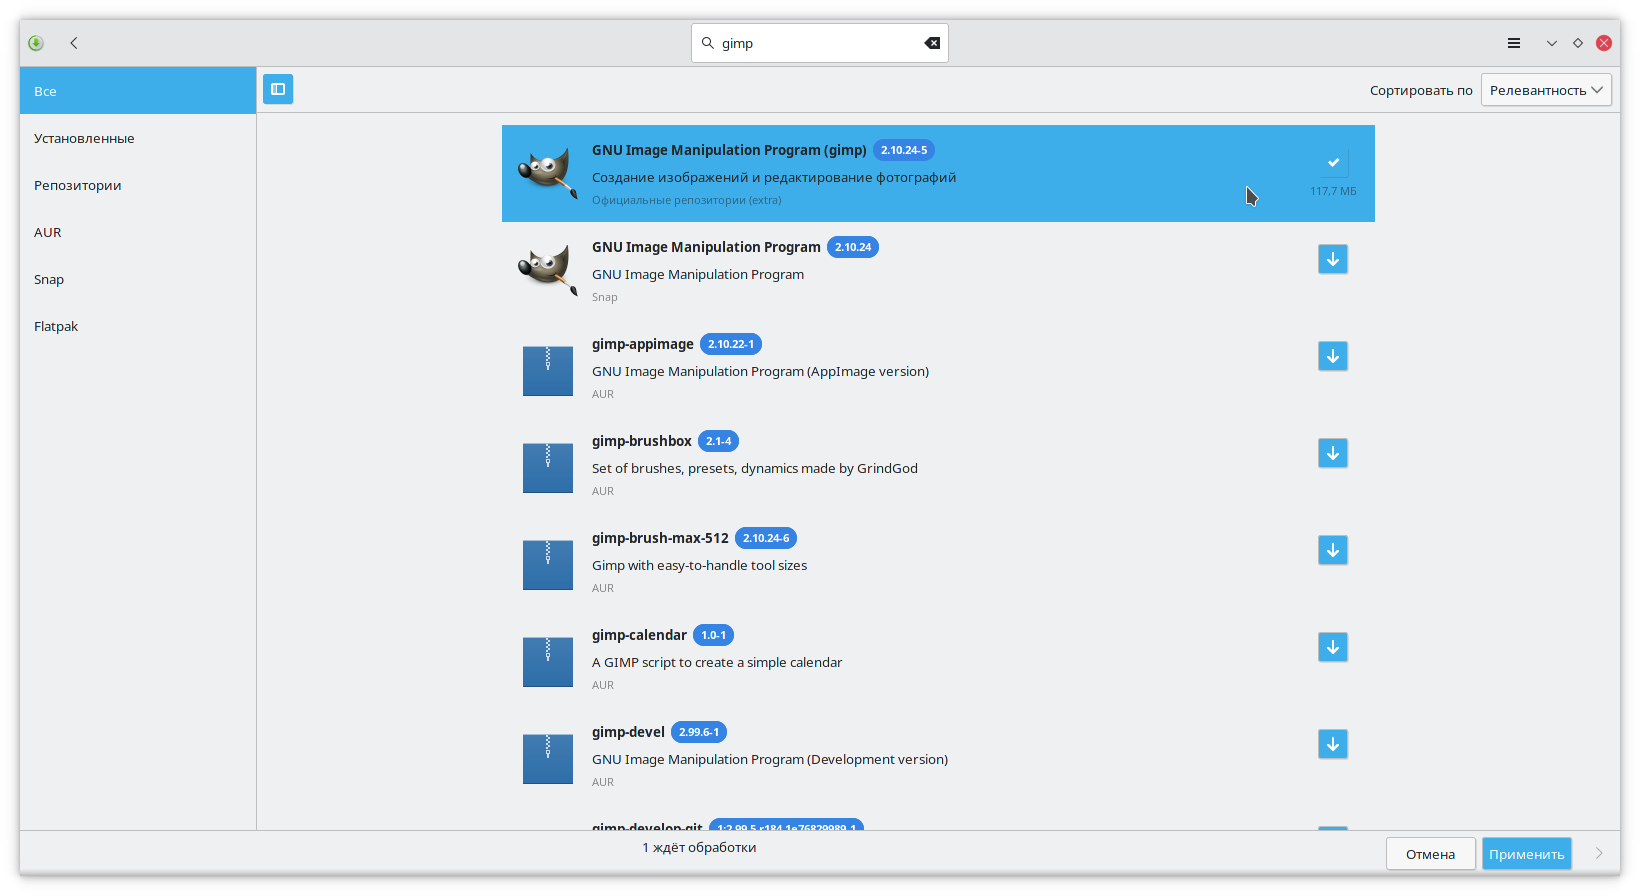 gimp
Все
Установленные
Репозитории
AUR
Snap
Flatpak
Сортировать по Релевантность
GNU Image Manipulation Program (gimp) 2.10.24-5
Создание изображений и редактирование фотографий
Официальные репозитории (extra)
117,7 МБ
GNU Image Manipulation Program 2.10.24
GNU Image Manipulation Program
Snap
gimp-appimage 2.10.22-1
GNU Image Manipulation Program (AppImage version)
AUR
gimp-brushbox 2.1-4
Set of brushes, presets, dynamics made by GrindGod
AUR
gimp-brush-max-512 2.10.24-6
Gimp with easy-to-handle tool sizes
AUR
gimp-calendar 1.0-1
A GIMP script to create a simple calendar
AUR
gimp-devel 2.99.6-1
GNU Image Manipulation Program (Development version)
AUR
gimp-develop-git
1 ждёт обработки
Отмена Применить